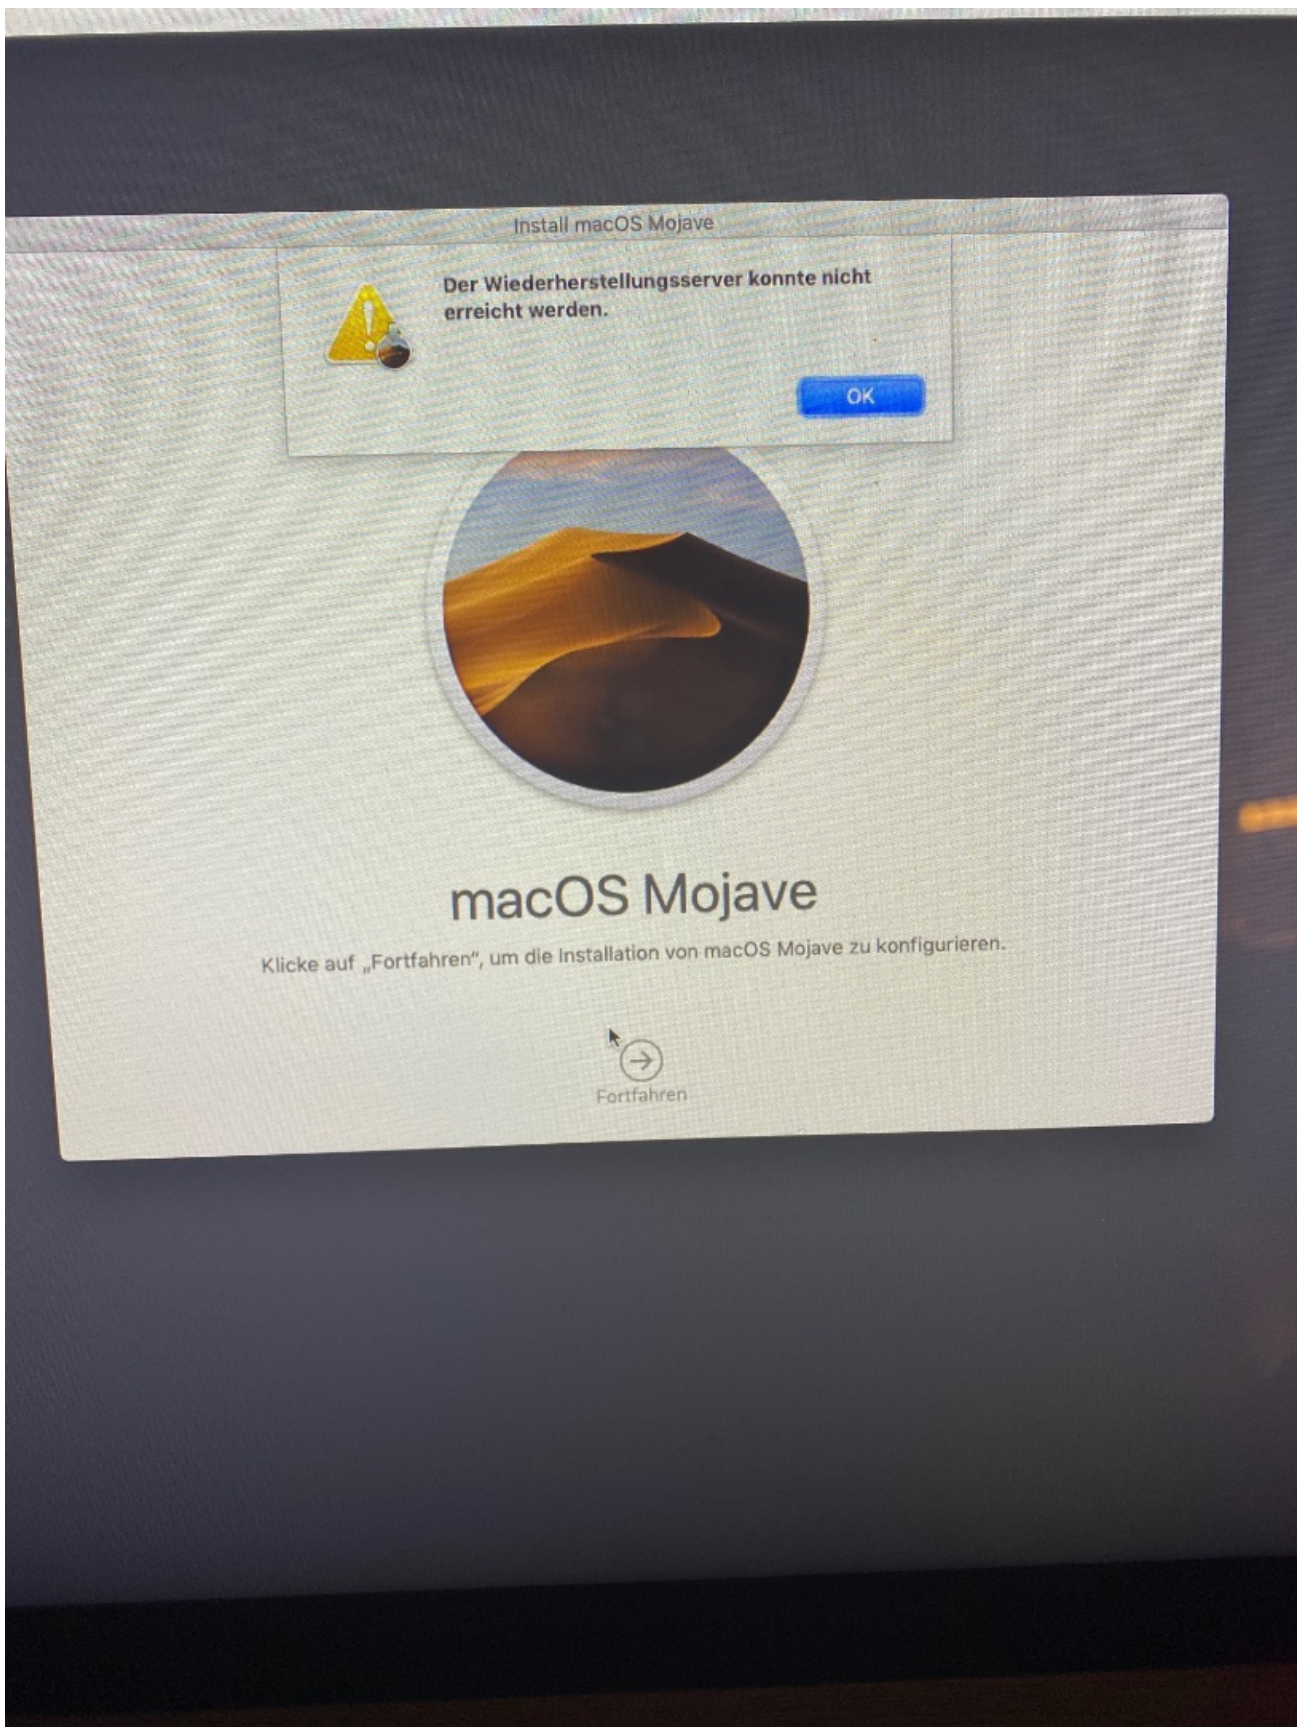 Install macOS Mojave
Der Wiederherstellungsserver konnte nicht
erreicht werden.
OK
macOS Mojave
Klicke auf „Fortfahren“, um die Installation von macOS Mojave zu konfigurieren.
Fortfahren